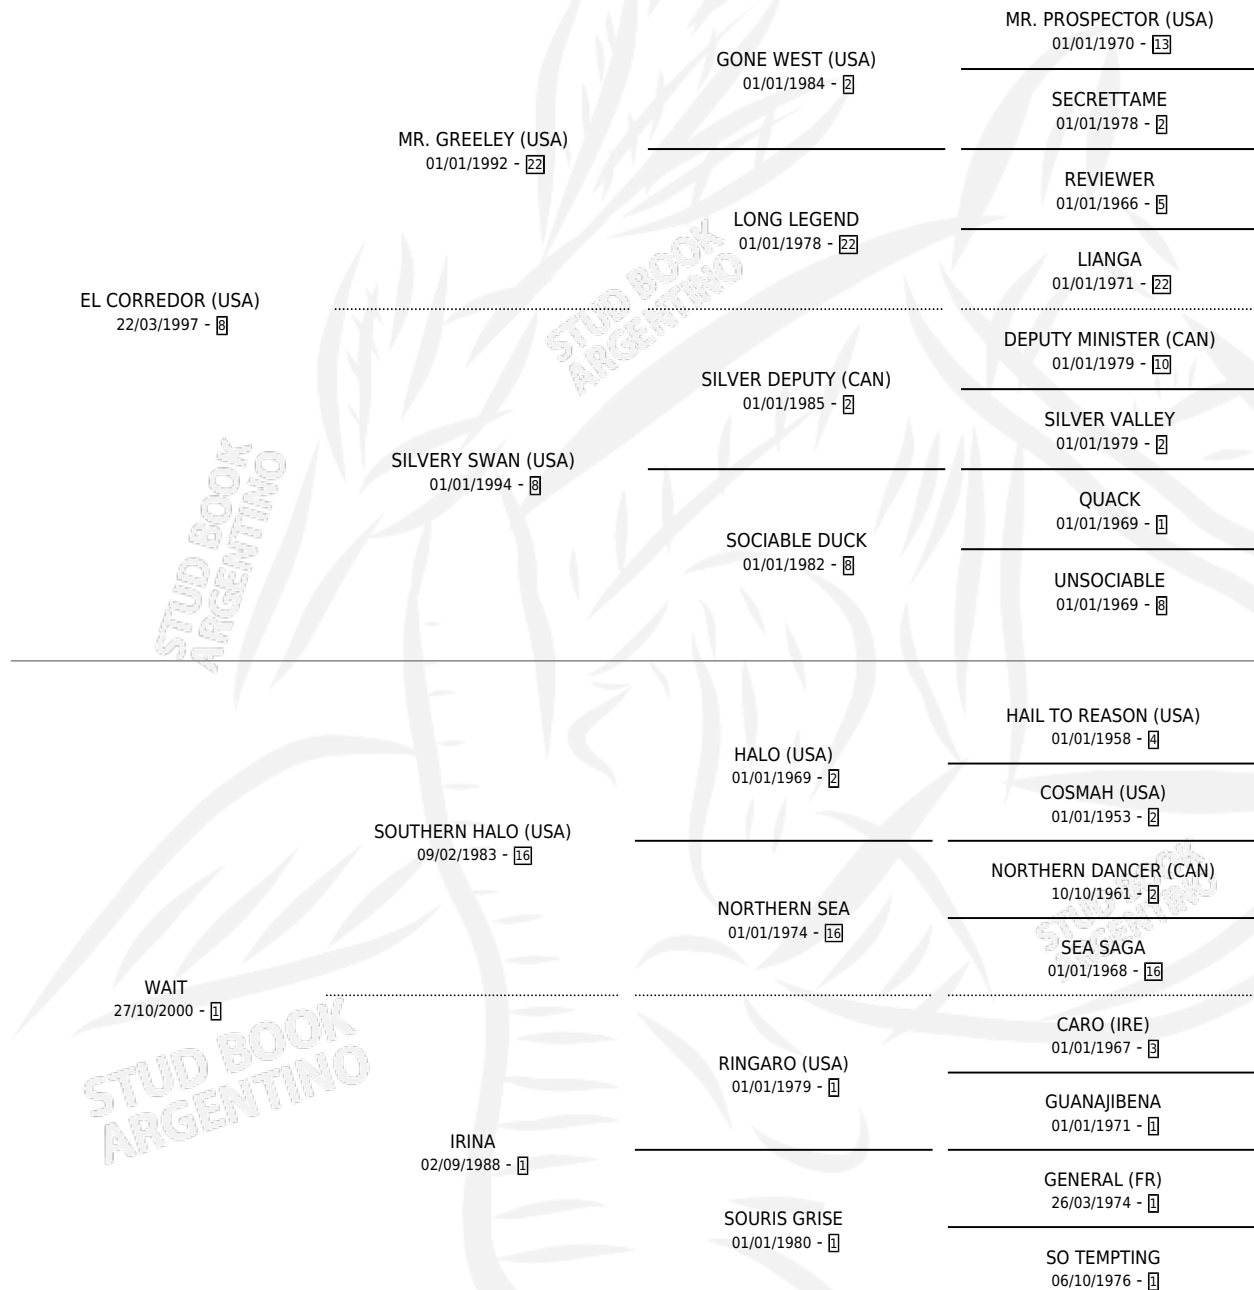 MR. PROSPECTOR (USA)
01/01/1970 - 13
GONE WEST (USA)
01/01/1984 - 2
SECRETTAME
01/01/1978 - 2
MR. GREELEY (USA)
01/01/1992 - 22
REVIEWER
01/01/1966 - 5
LONG LEGEND
01/01/1978 - 22
LIANGA
01/01/1971 - 22
EL CORREDOR (USA)
22/03/1997 - 8
DEPUTY MINISTER (CAN)
01/01/1979 - 10
SILVER DEPUTY (CAN)
01/01/1985 - 2
SILVER VALLEY
01/01/1979 - 2
SILVERY SWAN (USA)
01/01/1994 - 8
QUACK
01/01/1969 - 1
SOCIABLE DUCK
01/01/1982 - 8
UNSOCIABLE
01/01/1969 - 8
HAIL TO REASON (USA)
01/01/1958 - 4
HALO (USA)
01/01/1969 - 2
COSMAH (USA)
01/01/1953 - 2
SOUTHERN HALO (USA)
09/02/1983 - 16
NORTHERN DANCER (CAN)
10/10/1961 - 2
NORTHERN SEA
01/01/1974 - 16
SEA SAGA
01/01/1968 - 16
WAIT
27/10/2000 - 1
CARO (IRE)
01/01/1967 - 3
RINGARO (USA)
01/01/1979 - 1
GUANAJIBENA
01/01/1971 - 1
IRINA
02/09/1988 - 1
GENERAL (FR)
26/03/1974 - 1
SOURIS GRISE
01/01/1980 - 1
SO TEMPTING
06/10/1976 - 1
STUD BOOK
ARGENTINO
STUD BOOK
ARGENTINO
STUD BOOK
ARGENTINO
STUD BOOK
ARGENTINO